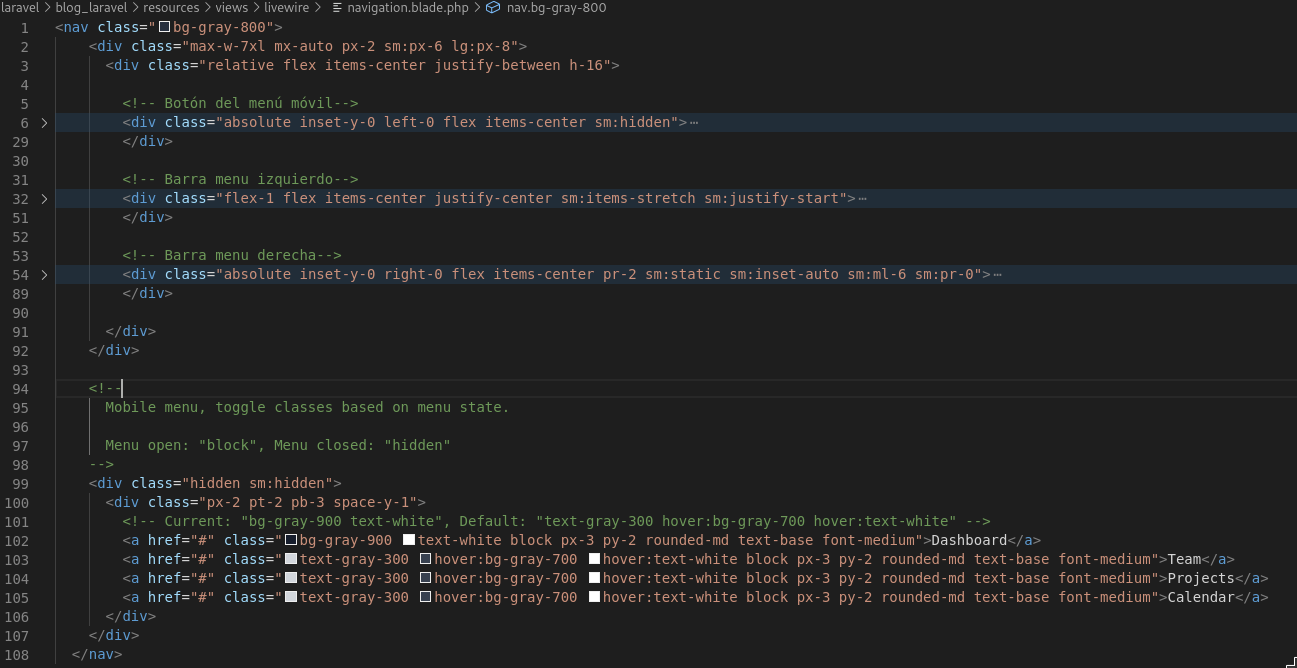 laravel > blog_laravel > resources > views > livewire > navigation.blade.php > nav.bg-gray-800
1 <nav class="bg-gray-800">
2 <div class="max-w-7xl mx-auto px-2 sm:px-6 lg:px-8">
3 <div class="relative flex items-center justify-between h-16">
4
5 <!-- Botón del menú móvil-->
6 <div class="absolute inset-y-0 left-0 flex items-center sm:hidden">…
29 </div>
30
31 <!-- Barra menu izquierdo-->
32 <div class="flex-1 flex items-center justify-center sm:items-stretch sm:justify-start">…
51 </div>
52
53 <!-- Barra menu derecha-->
54 <div class="absolute inset-y-0 right-0 flex items-center pr-2 sm:static sm:inset-auto sm:ml-6 sm:pr-0">…
89 </div>
90
91 </div>
92 </div>
93
94 <!--
95 Mobile menu, toggle classes based on menu state.
96
97 Menu open: "block", Menu closed: "hidden"
98 -->
99 <div class="hidden sm:hidden">
100 <div class="px-2 pt-2 pb-3 space-y-1">
101 <!-- Current: "bg-gray-900 text-white", Default: "text-gray-300 hover:bg-gray-700 hover:text-white" -->
102 <a href="#" class="bg-gray-900 text-white block px-3 py-2 rounded-md text-base font-medium">Dashboard</a>
103 <a href="#" class="text-gray-300 hover:bg-gray-700 hover:text-white block px-3 py-2 rounded-md text-base font-medium">Team</a>
104 <a href="#" class="text-gray-300 hover:bg-gray-700 hover:text-white block px-3 py-2 rounded-md text-base font-medium">Projects</a>
105 <a href="#" class="text-gray-300 hover:bg-gray-700 hover:text-white block px-3 py-2 rounded-md text-base font-medium">Calendar</a>
106 </div>
107 </div>
108 </nav>